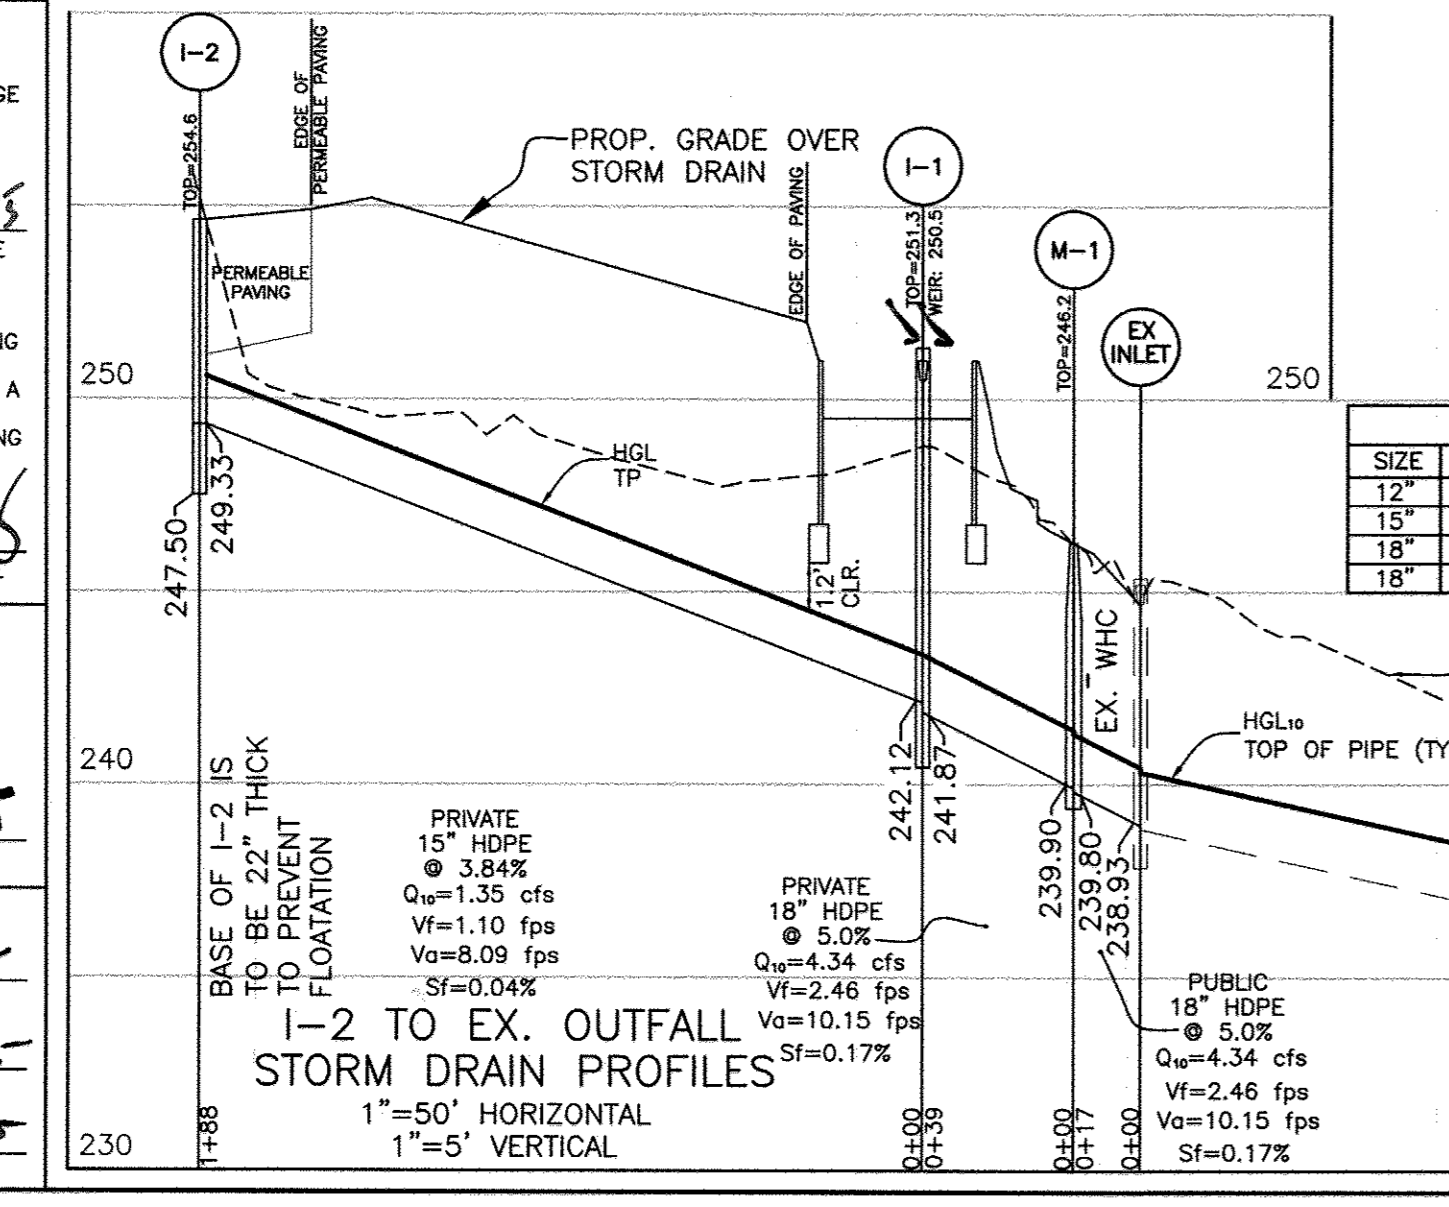 GE
E
NG
A
NG
I-2
TOP=254.6
EDGE OF
PERMEABLE PAVING
PERMEABLE
PAVING
PROP. GRADE OVER
STORM DRAIN
EDGE OF PAVING
I-1
TOP=251.3
WEIR: 250.5
M-1
TOP=246.2
EX
INLET
250
250
SIZE
12"
15"
18"
18"
HGL
TP
247.50
249.33
1.2'
CLR.
EX. WHC
HGL10
TOP OF PIPE (TY
240
242.12
241.87
239.90
239.80
238.93
BASE OF I-2 IS
TO BE 22" THICK
TO PREVENT
FLOATATION
PRIVATE
15" HDPE
@ 3.84%
Q10=1.35 cfs
Vf=1.10 fps
Va=8.09 fps
Sf=0.04%
PRIVATE
18" HDPE
@ 5.0%
Q10=4.34 cfs
Vf=2.46 fps
Va=10.15 fps
Sf=0.17%
PUBLIC
18" HDPE
@ 5.0%
Q10=4.34 cfs
Vf=2.46 fps
Va=10.15 fps
Sf=0.17%
I-2 TO EX. OUTFALL
STORM DRAIN PROFILES
1"=50' HORIZONTAL
1"=5' VERTICAL
230
1+88
0+00
0+39
0+00
0+17
0+00